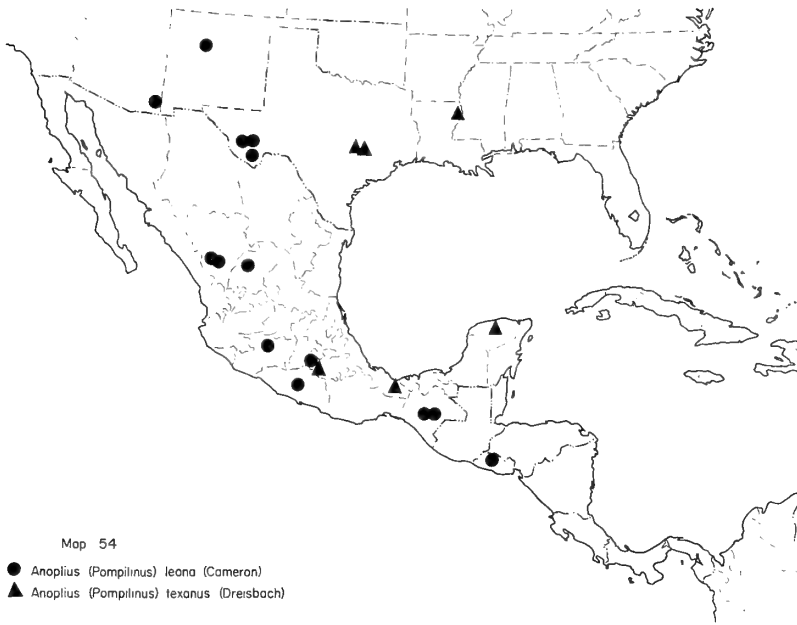 Map 54
Anoplius (Pompilinus) leona (Cameron)
Anoplius (Pompilinus) texanus (Dreisbach)